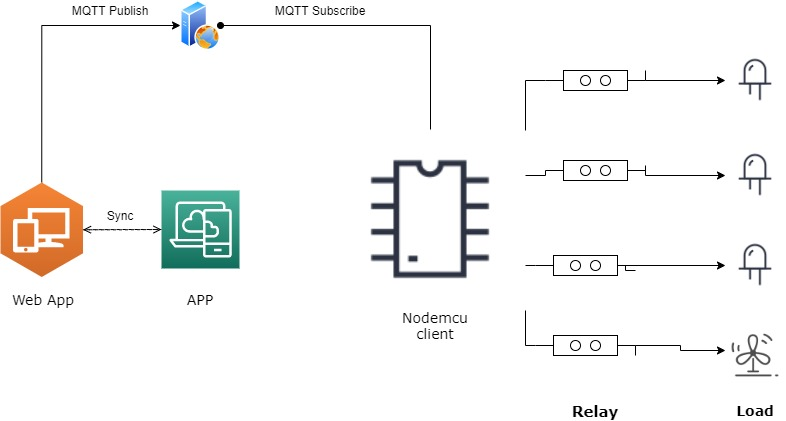 MQTT Publish
MQTT Subscribe
Sync
Web App
APP
Nodemcu
client
Relay
Load